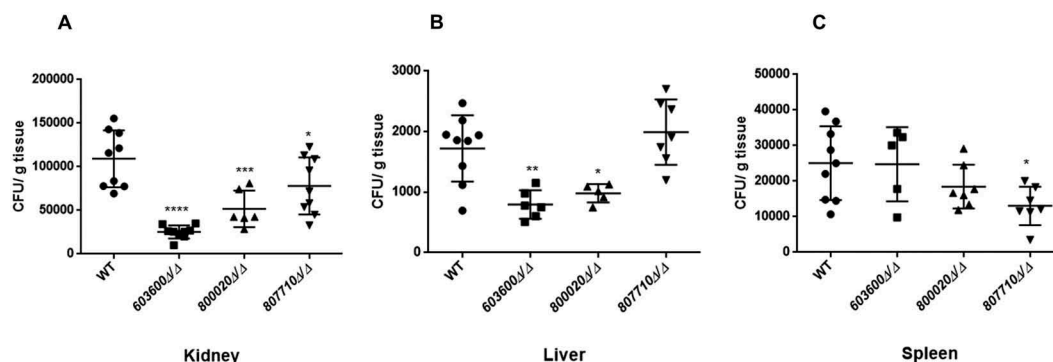 A
CFU/ g tissue
200000
150000
100000
50000
0
****
***
*
WT
603600Δ/Δ
800020Δ/Δ
807710Δ/Δ
Kidney
B
CFU/ g tissue
3000
2000
1000
0
**
*
WT
603600Δ/Δ
800020Δ/Δ
807710Δ/Δ
Liver
C
CFU/ g tissue
50000
40000
30000
20000
10000
0
*
WT
603600Δ/Δ
800020Δ/Δ
807710Δ/Δ
Spleen